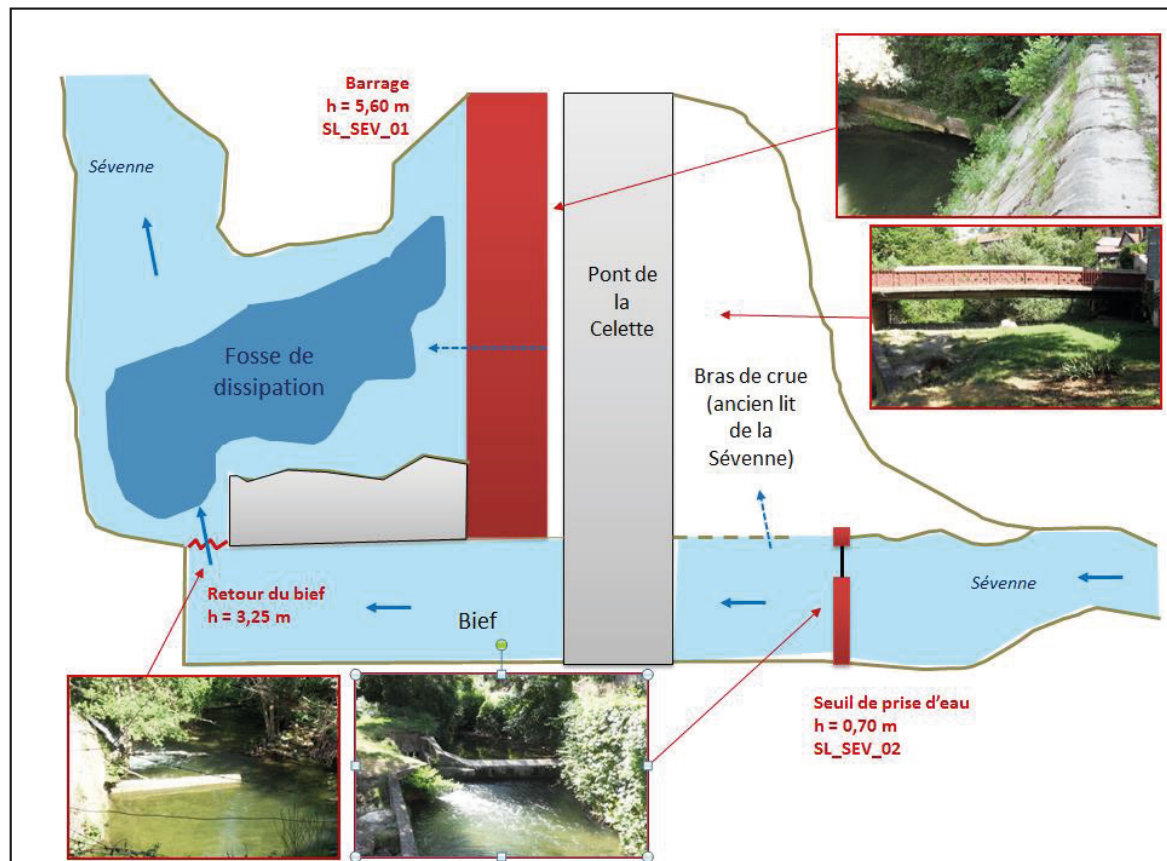 Barrage
h = 5,60 m
SL_SEV_01
Sévenne
Pont de
la
Celette
Fosse de
dissipation
Bras de crue
(ancien lit
de la
Sévenne)
Sévenne
Retour du bief
h = 3,25 m
Bief
Seuil de prise d’eau
h = 0,70 m
SL_SEV_02